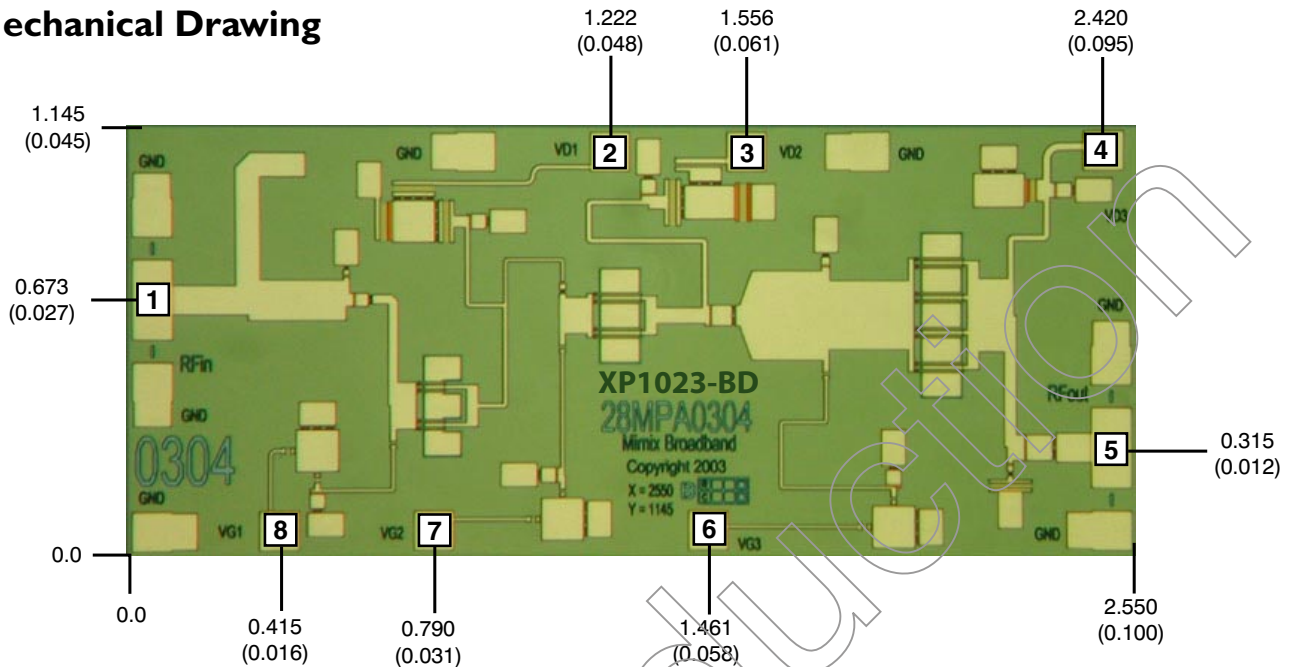 echanical Drawing
1.222
(0.048)
1.556
(0.061)
2.420
(0.095)
1.145
(0.045)
GND
GND
VD1
2
3
VD2
GND
4
VD3
0.673
(0.027)
1
GND
RFin
XP1023-BD
28MPA0304
Mimix Broadband
Copyright 2003
X = 2550
Y = 1145
RFout
GND
0304
5
0.315
(0.012)
GND
VG1
8
VG2
7
6
VG3
GND
0.0
0.0
0.415
(0.016)
0.790
(0.031)
1.461
(0.058)
2.550
(0.100)
duction